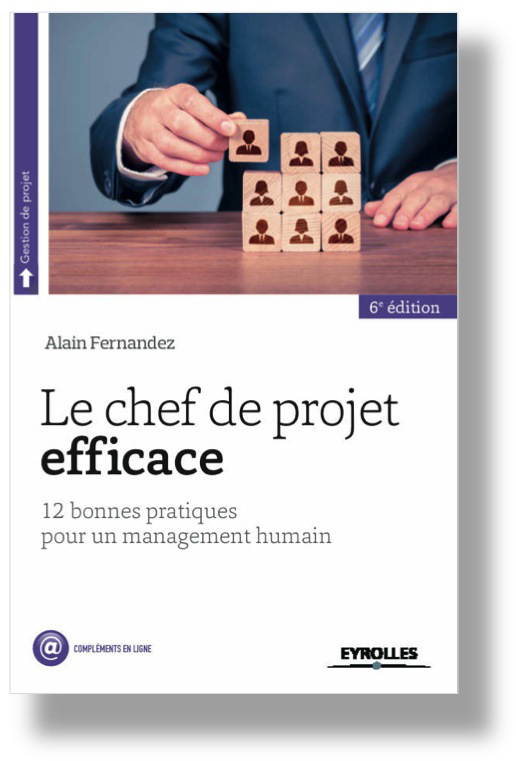 Gestion de projet
6e édition
Alain Fernandez
Le chef de projet
efficace
12 bonnes pratiques
pour un management humain
@ COMPLÉMENTS EN LIGNE
EYROLLES